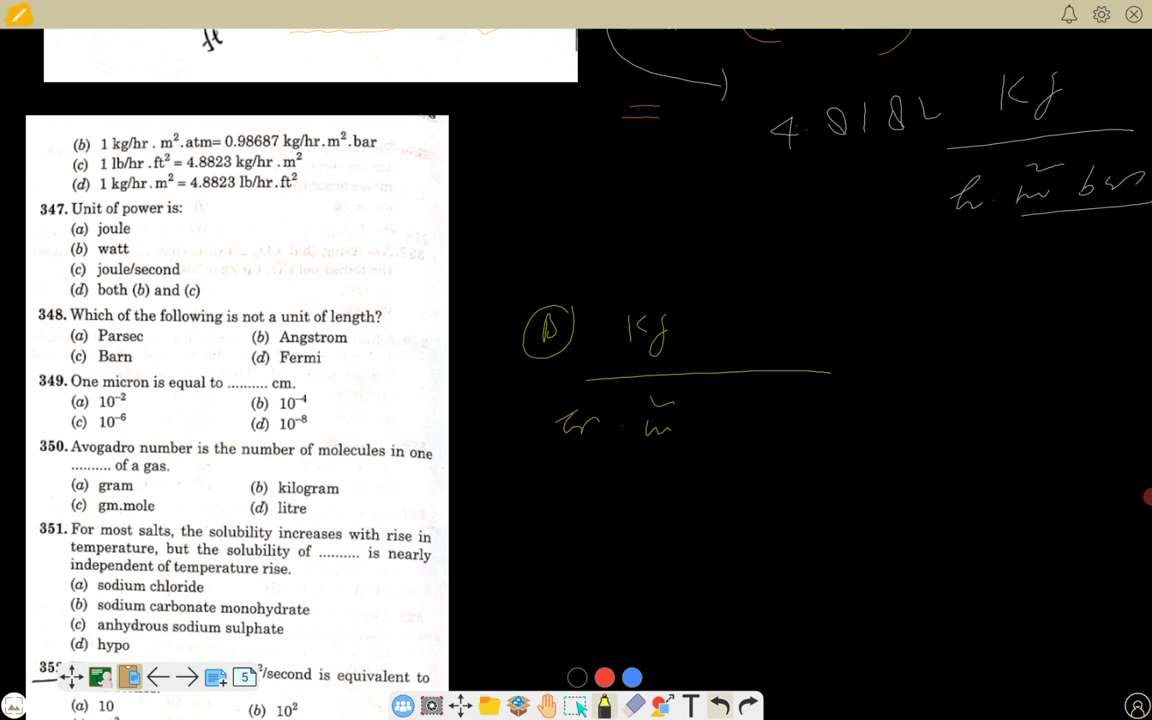 (b) 1 kg/hr . m².atm= 0.98687 kg/hr.m².bar
(c) 1 lb/hr .ft² = 4.8823 kg/hr .m²
(d) 1 kg/hr.m² = 4.8823 lb/hr.ft²
347. Unit of power is:
(a) joule
(b) watt
(c) joule/second
(d) both (b) and (c)
348. Which of the following is not a unit of length?
(a) Parsec (b) Angstrom
(c) Barn (d) Fermi
349. One micron is equal to .......... cm.
(a) 10⁻² (b) 10⁻⁴
(c) 10⁻⁶ (d) 10⁻⁸
350. Avogadro number is the number of molecules in one
.......... of a gas.
(a) gram (b) kilogram
(c) gm.mole (d) litre
351. For most salts, the solubility increases with rise in
temperature, but the solubility of .......... is nearly
independent of temperature rise.
(a) sodium chloride
(b) sodium carbonate monohydrate
(c) anhydrous sodium sulphate
(d) hypo
²/second is equivalent to
(a) 10 (b) 10²
5
=
4.8182 Kg
h. m² bar
B Kg
hr . m²